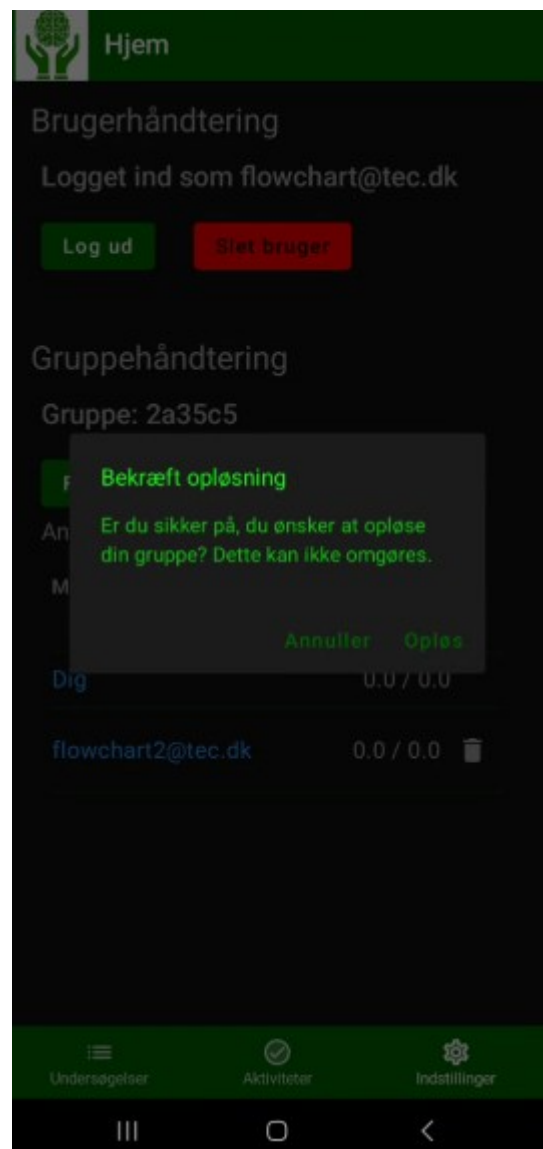 Hjem
Brugerhåndtering
Logget ind som flowchart@tec.dk
Log ud
Slet bruger
Gruppehåndtering
Gruppe: 2a35c5
Bekræft opløsning
Er du sikker på, du ønsker at opløse
din gruppe? Dette kan ikke omgøres.
Annuller Opløs
Dig 0.0 / 0.0
flowchart2@tec.dk 0.0 / 0.0
Undersøgelser Aktiviteter Indstillinger